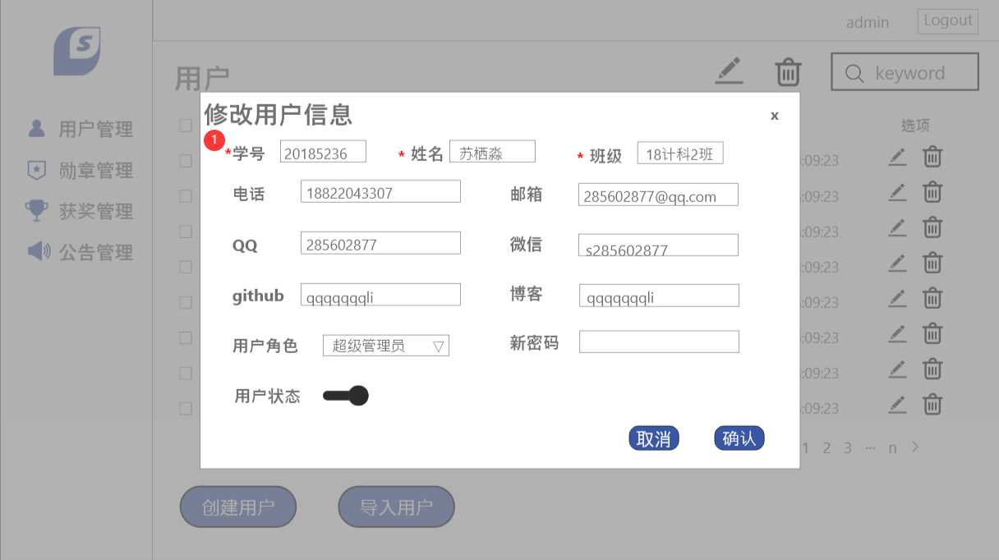 S
admin
Logout
用户
keyword
用户管理
勋章管理
获奖管理
公告管理
选项
修改用户信息
x
1
*学号
20185236
* 姓名
苏栖淼
* 班级
18计科2班
电话
18822043307
邮箱
285602877@qq.com
QQ
285602877
微信
s285602877
github
qqqqqqqli
博客
qqqqqqqli
用户角色
超级管理员
新密码
用户状态
取消
确认
:09:23
:09:23
:09:23
:09:23
:09:23
:09:23
:09:23
:09:23
1 2 3 ··· n >
创建用户
导入用户